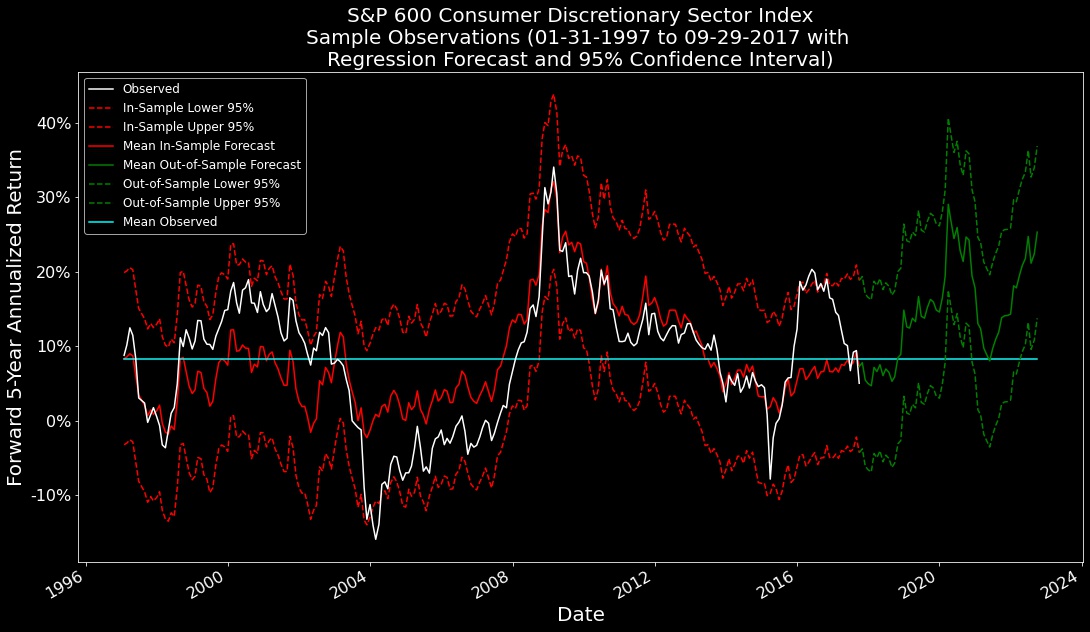 S&P 600 Consumer Discretionary Sector Index
Sample Observations (01-31-1997 to 09-29-2017 with
Regression Forecast and 95% Confidence Interval)
Observed
In-Sample Lower 95%
In-Sample Upper 95%
Mean In-Sample Forecast
Mean Out-of-Sample Forecast
Out-of-Sample Lower 95%
Out-of-Sample Upper 95%
Mean Observed
Forward 5-Year Annualized Return
40%
30%
20%
10%
0%
-10%
1996
2000
2004
2008
2012
2016
2020
2024
Date